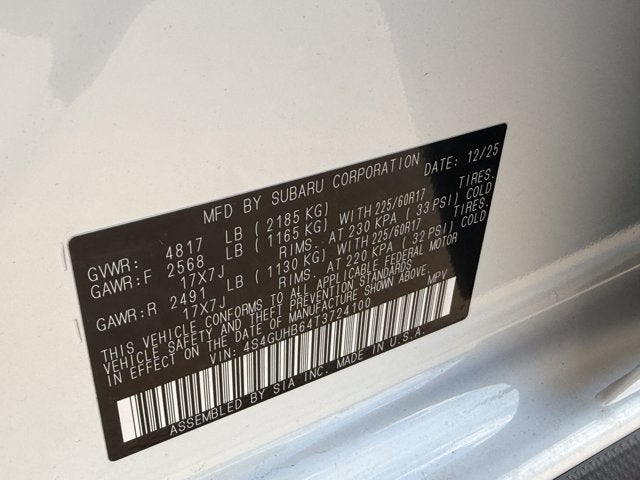 MFD BY SUBARU CORPORATION DATE: 12/25
GVWR: 4817 LB ( 2185 KG)
GAWR:F 2568 LB ( 1165 KG) WITH 225/60R17 TIRES.
17X7J RIMS. AT 230 KPA ( 33 PSI) COLD
GAWR:R 2491 LB ( 1130 KG) WITH 225/60R17 TIRES.
17X7J RIMS. AT 220 KPA ( 32 PSI) COLD
THIS VEHICLE CONFORMS TO ALL APPLICABLE FEDERAL MOTOR
VEHICLE SAFETY AND THEFT PREVENTION STANDARDS
IN EFFECT ON THE DATE OF MANUFACTURE SHOWN ABOVE.
VIN: 4S4GUHB64T3724100 MPV
ASSEMBLED BY SIA INC. MADE IN U.S.A.